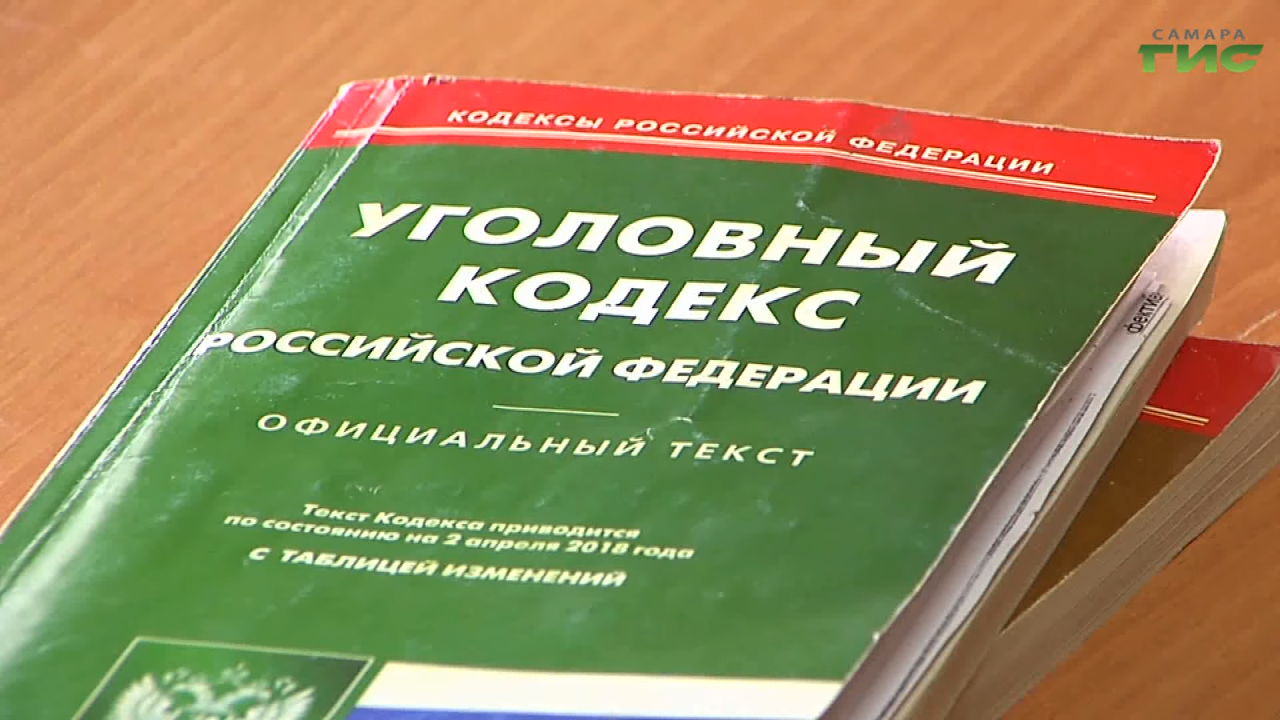 САМАРА
ГИС
КОДЕКСЫ РОССИЙСКОЙ ФЕДЕРАЦИИ
УГОЛОВНЫЙ
КОДЕКС
РОССИЙСКОЙ ФЕДЕРАЦИИ
ОФИЦИАЛЬНЫЙ ТЕКСТ
Текст Кодекса приводится
по состоянию на 2 апреля 2018 года
С ТАБЛИЦЕЙ ИЗМЕНЕНИЙ